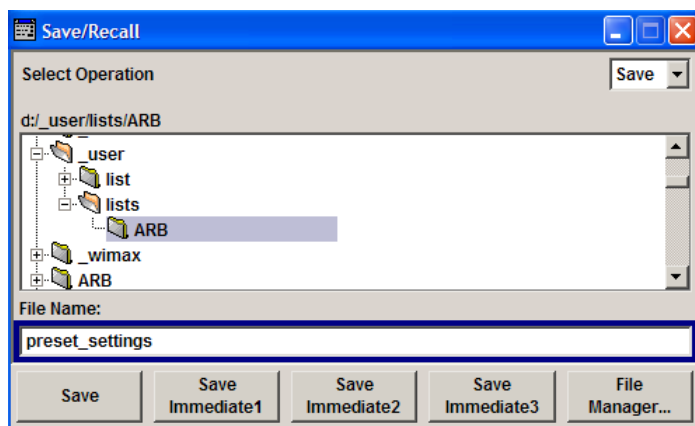 Save/Recall
Select Operation
Save
d:/_user/lists/ARB
_user
list
lists
ARB
_wimax
ARB
File Name:
preset_settings
Save
Save Immediate1
Save Immediate2
Save Immediate3
File Manager...